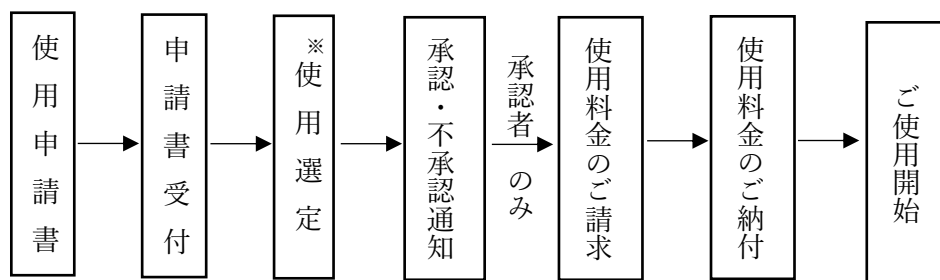 使用申請書
申請書受付
※使用選定
承認・不承認通知
承認者のみ
使用料金のご請求
使用料金のご納付
ご使用開始